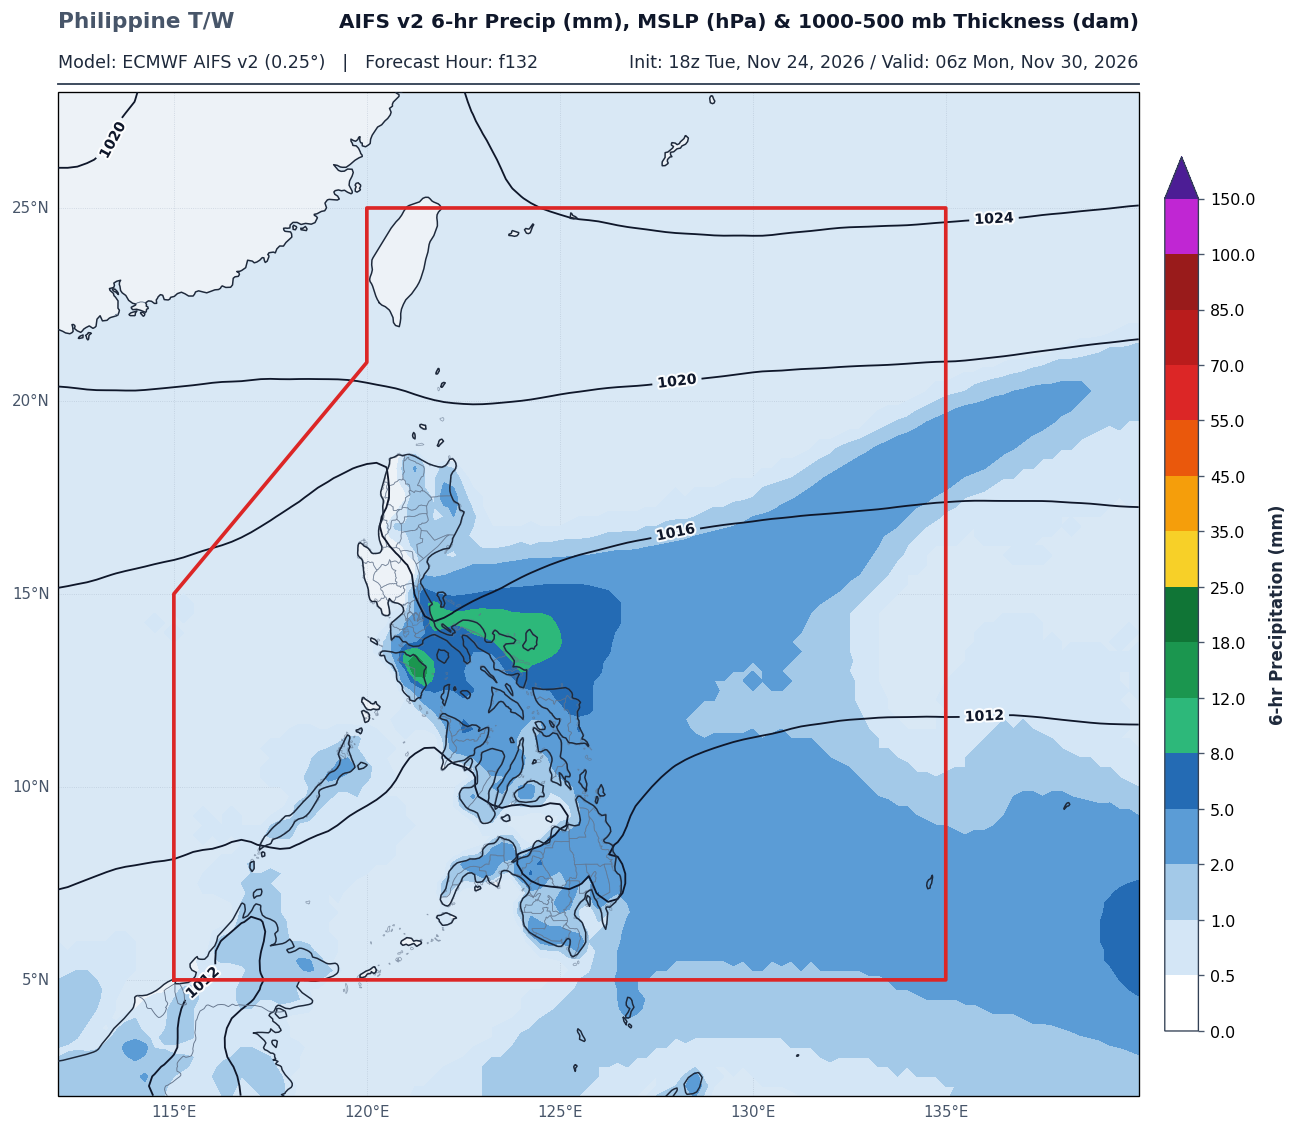 Philippine T/W
AIFS v2 6-hr Precip (mm), MSLP (hPa) & 1000-500 mb Thickness (dam)
Model: ECMWF AIFS v2 (0.25°) | Forecast Hour: f132
Init: 18z Tue, Nov 24, 2026 / Valid: 06z Mon, Nov 30, 2026
1020
1024
1020
1016
1012
1012
25°N
20°N
15°N
10°N
5°N
115°E
120°E
125°E
130°E
135°E
150.0
100.0
85.0
70.0
55.0
45.0
35.0
25.0
18.0
12.0
8.0
5.0
2.0
1.0
0.5
0.0
6-hr Precipitation (mm)